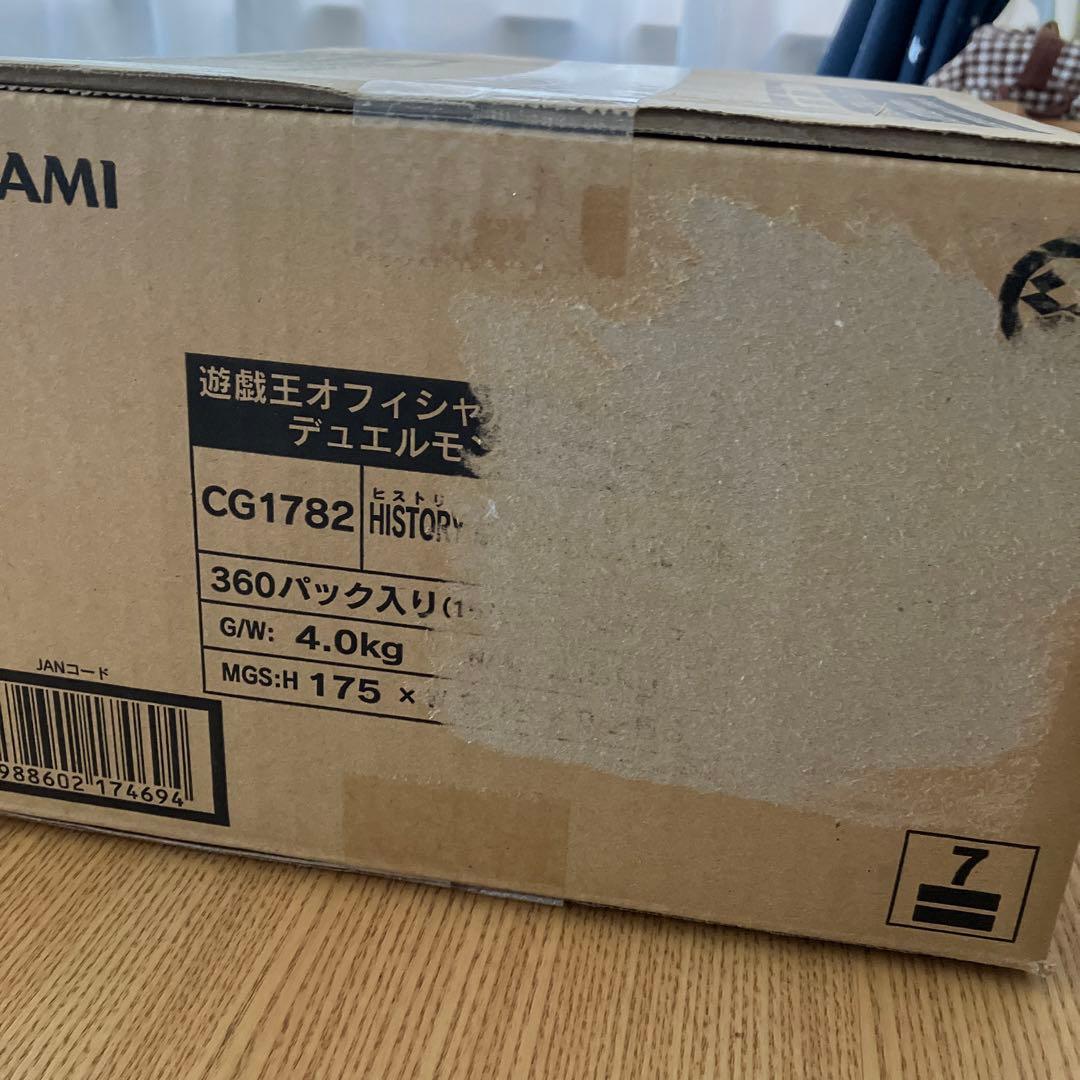 AMI
遊戯王オフィシャ
デュエルモ
CG1782
ヒストリ
HISTORY
360パック入り(1
G/W: 4.0kg
MGS:H 175 ×
JANコード
988602 174694
7